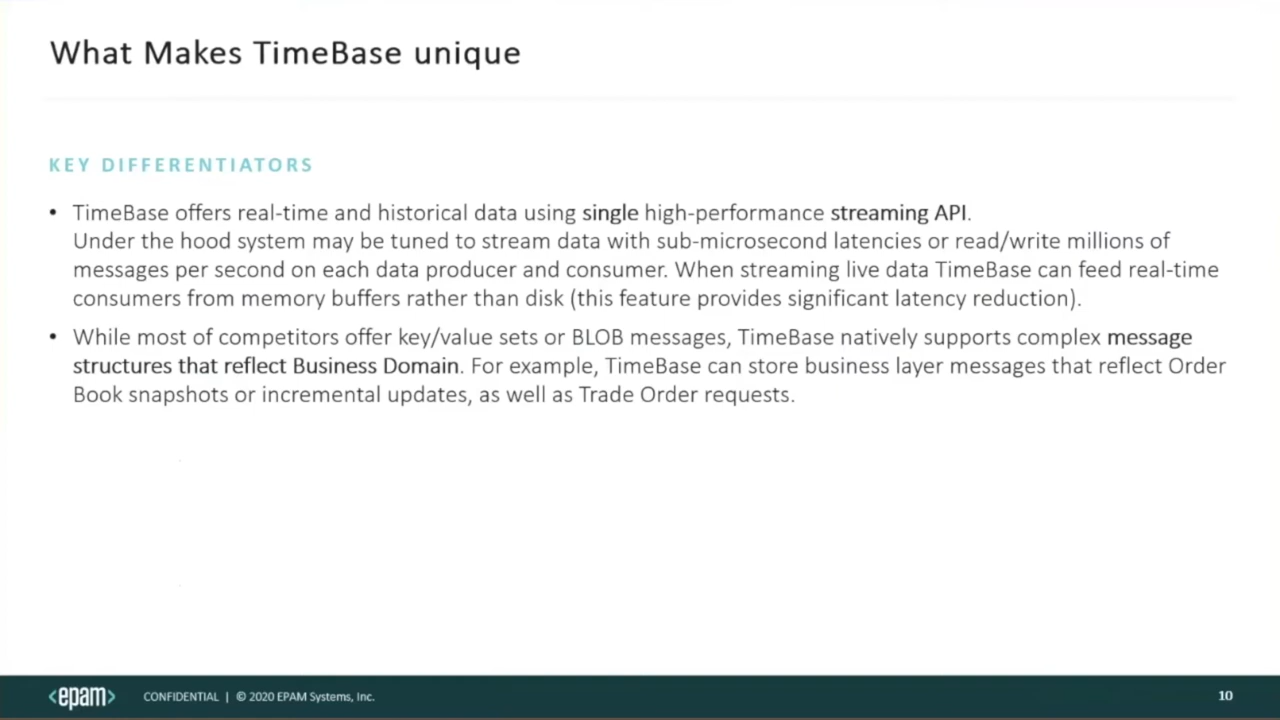 What Makes TimeBase unique
KEY DIFFERENTIATORS
• TimeBase offers real-time and historical data using single high-performance streaming API.
Under the hood system may be tuned to stream data with sub-microsecond latencies or read/write millions of
messages per second on each data producer and consumer. When streaming live data TimeBase can feed real-time
consumers from memory buffers rather than disk (this feature provides significant latency reduction).
• While most of competitors offer key/value sets or BLOB messages, TimeBase natively supports complex message
structures that reflect Business Domain. For example, TimeBase can store business layer messages that reflect Order
Book snapshots or incremental updates, as well as Trade Order requests.
<epam> CONFIDENTIAL | © 2020 EPAM Systems, Inc. 10